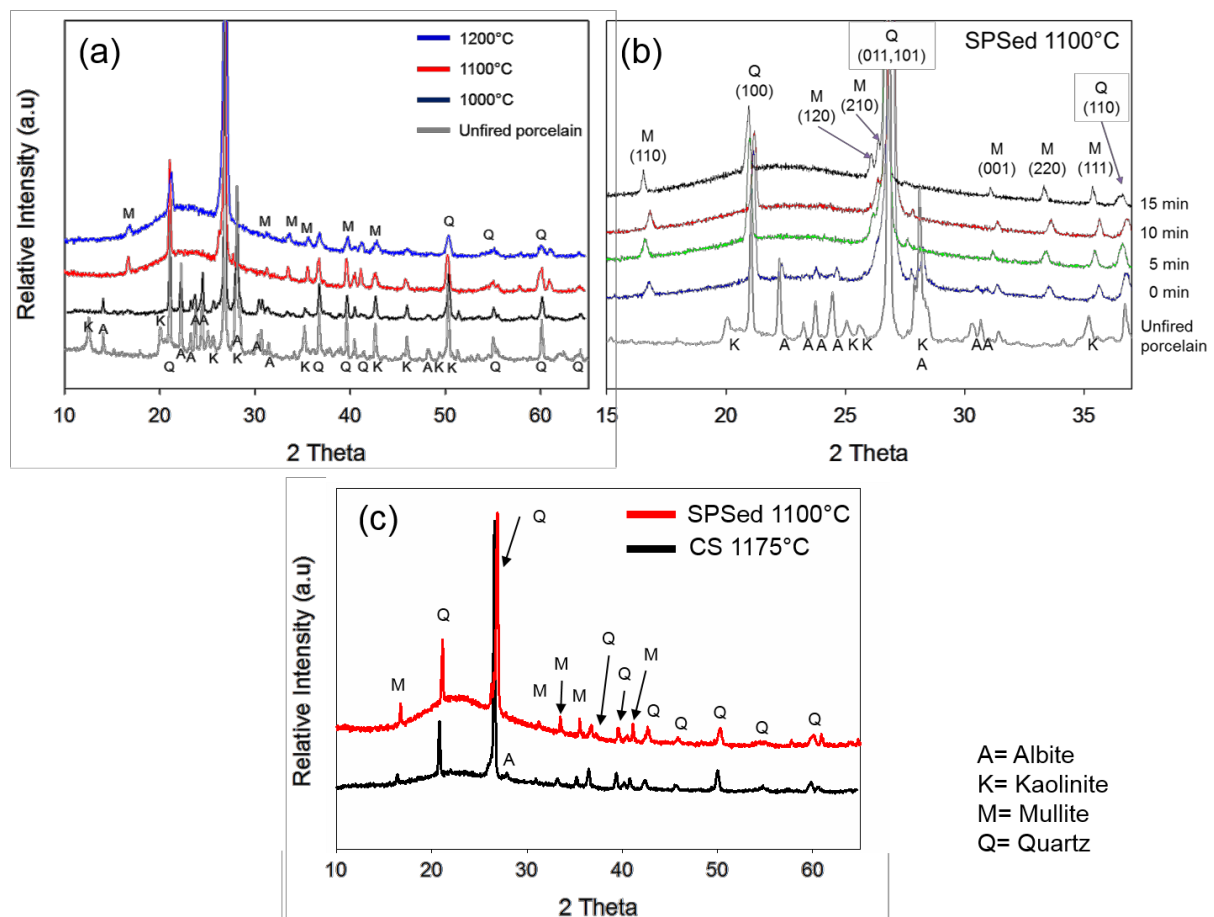 (a)
1200°C
1100°C
1000°C
Unfired porcelain
M
M M M M M
Q Q Q
K A K Q A A A A K K A A A K Q Q Q K K A K K Q Q Q
10 20 30 40 50 60
2 Theta
Relative Intensity (a.u)
(b)
SPSed 1100°C
Q
(011,101)
Q
(100)
M
(210)
M
(120)
Q
(110)
M
(110)
M
(001)
M
(220)
M
(111)
15 min
10 min
5 min
0 min
Unfired
porcelain
K A A A A K K K A A A K
15 20 25 30 35
2 Theta
(c)
SPSed 1100°C
CS 1175°C
Q
Q
M
M M M Q Q M Q Q Q Q Q
A
10 20 30 40 50 60
2 Theta
Relative Intensity (a.u)
A= Albite
K= Kaolinite
M= Mullite
Q= Quartz